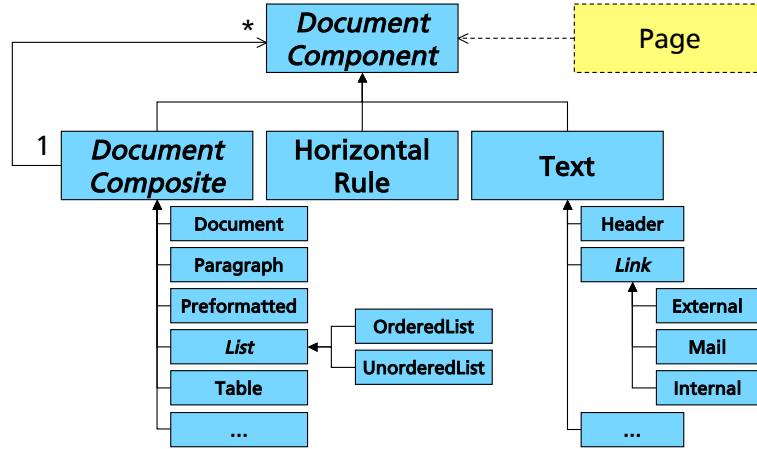 *
Document
Component
Page
1
Document
Composite
Horizontal
Rule
Text
Document
Header
Paragraph
Link
Preformatted
External
OrderedList
List
Mail
UnorderedList
Table
Internal
...
...